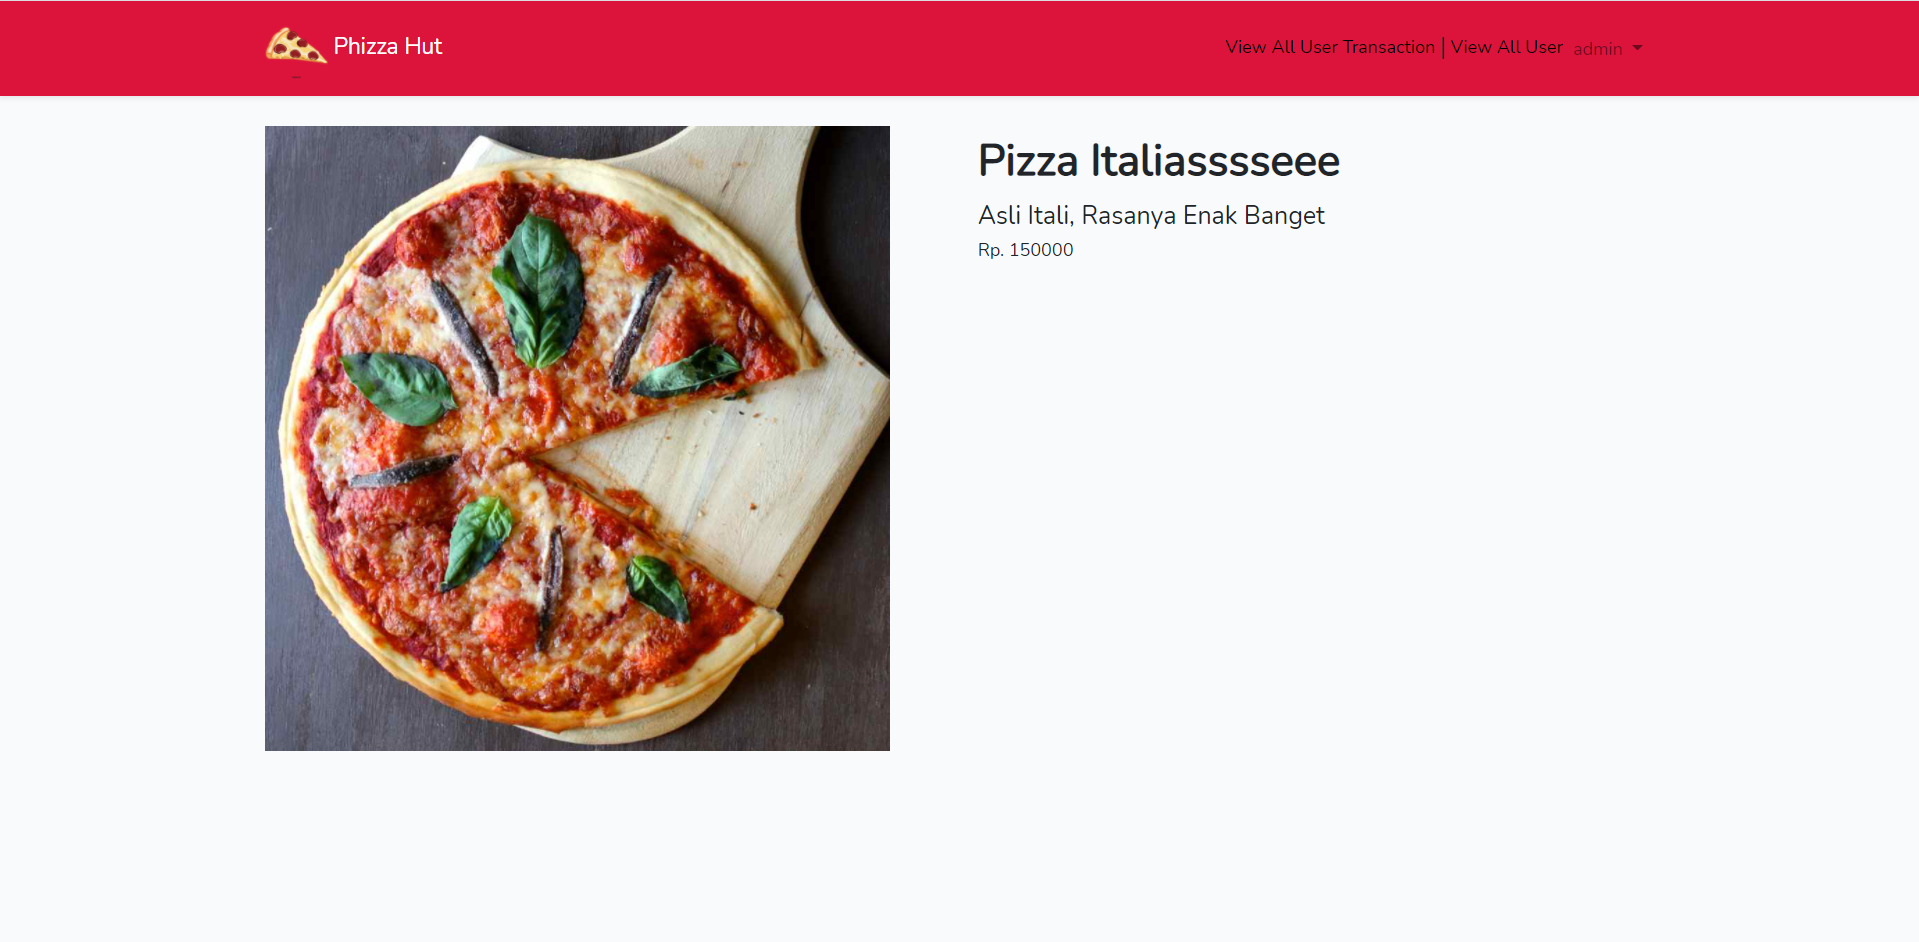 Phizza Hut
View All User Transaction | View All User admin
Pizza Italiasssseee
Asli Itali, Rasanya Enak Banget
Rp. 150000